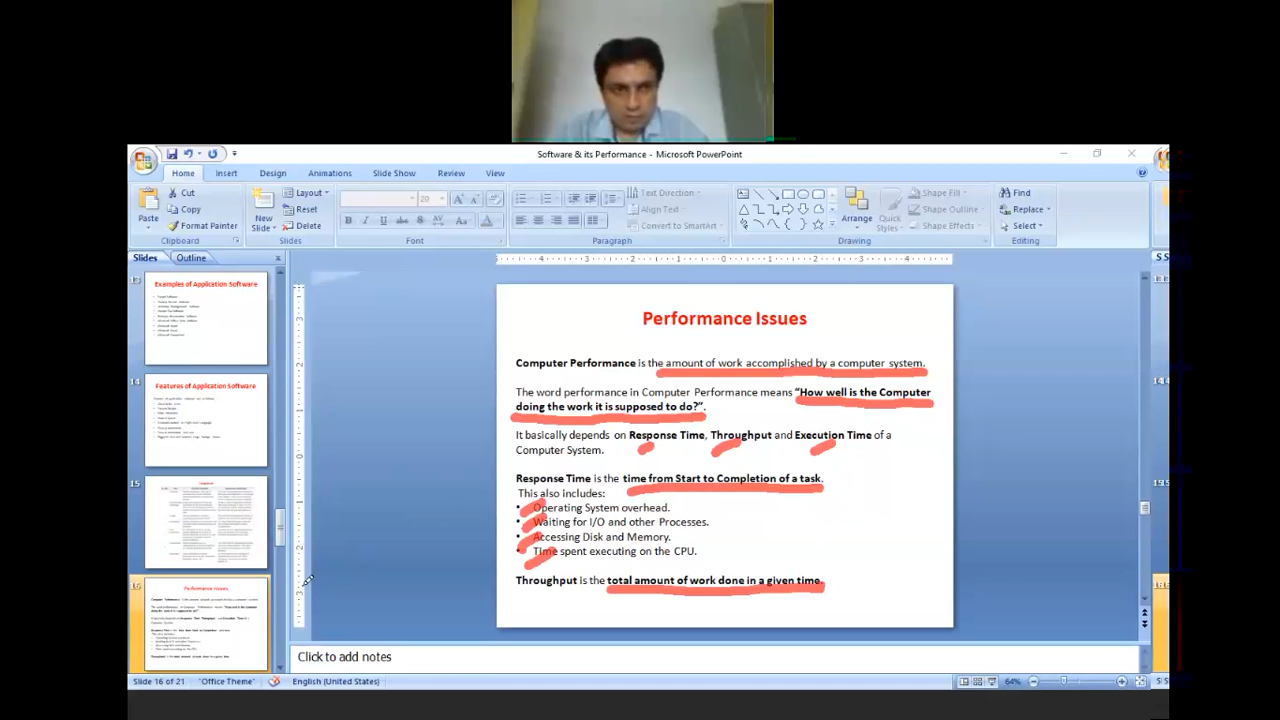 Software & its Performance - Microsoft PowerPoint
Home Insert Design Animations Slide Show Review View
Paste
Cut
Copy
Format Painter
Clipboard
New Slide
Layout
Reset
Delete
Slides
20
B I U abc S AV Aa A
Font
Text Direction
Align Text
Convert to SmartArt
Paragraph
Arrange
Quick Styles
Shape Fill
Shape Outline
Shape Effects
Drawing
Find
Replace
Select
Editing
Slides Outline
Examples of Application Software
14
Features of Application Software
15
16
Performance Issues
Performance Issues
Computer Performance is the amount of work accomplished by a computer system.
The word performance in Computer Performance means “How well is the Computer
doing the work it is supposed to do?”.
It basically depends on Response Time, Throughput and Execution Time of a
Computer System.
Response Time is the time from Start to Completion of a task.
This also includes:
Operating System overhead.
Waiting for I/O and other Processes.
Accessing Disk and Memory.
Time spent executing on the CPU.
Throughput is the total amount of work done in a given time.
Click to add notes
Slide 16 of 21 "Office Theme" English (United States) 64%